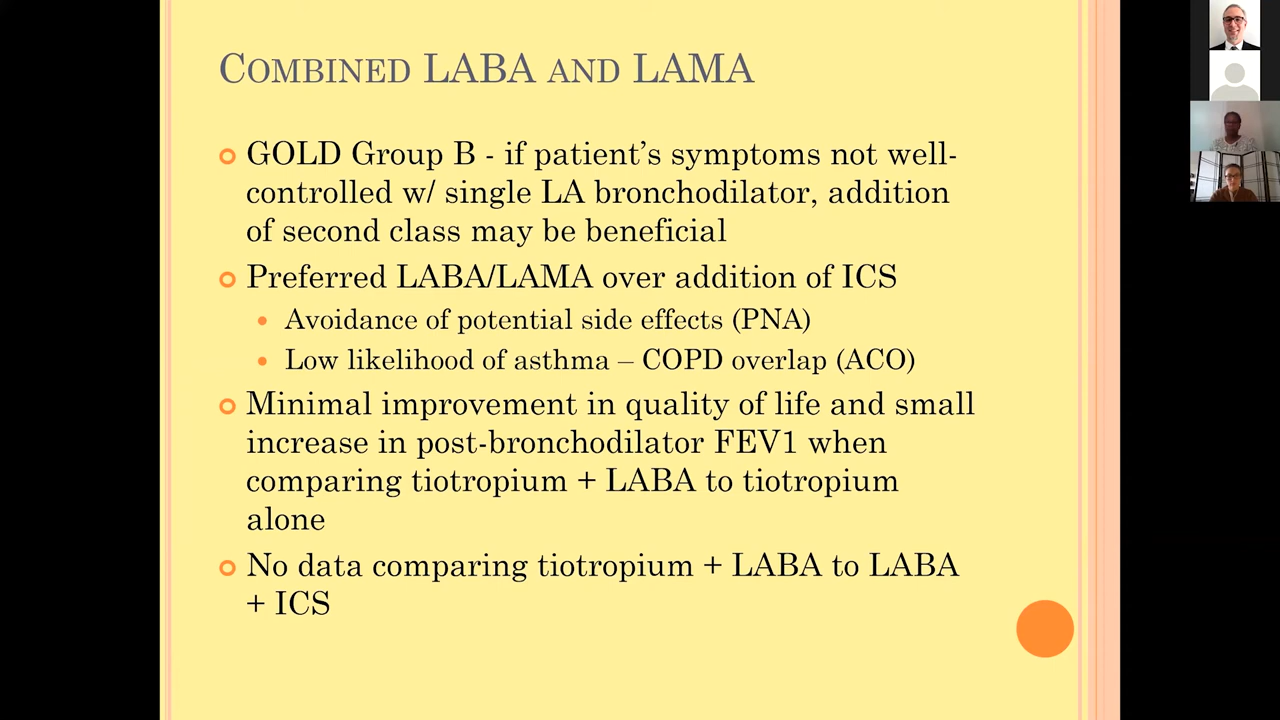 COMBINED LABA AND LAMA
GOLD Group B - if patient’s symptoms not well-
controlled w/ single LA bronchodilator, addition
of second class may be beneficial
Preferred LABA/LAMA over addition of ICS
Avoidance of potential side effects (PNA)
Low likelihood of asthma – COPD overlap (ACO)
Minimal improvement in quality of life and small
increase in post-bronchodilator FEV1 when
comparing tiotropium + LABA to tiotropium
alone
No data comparing tiotropium + LABA to LABA
+ ICS